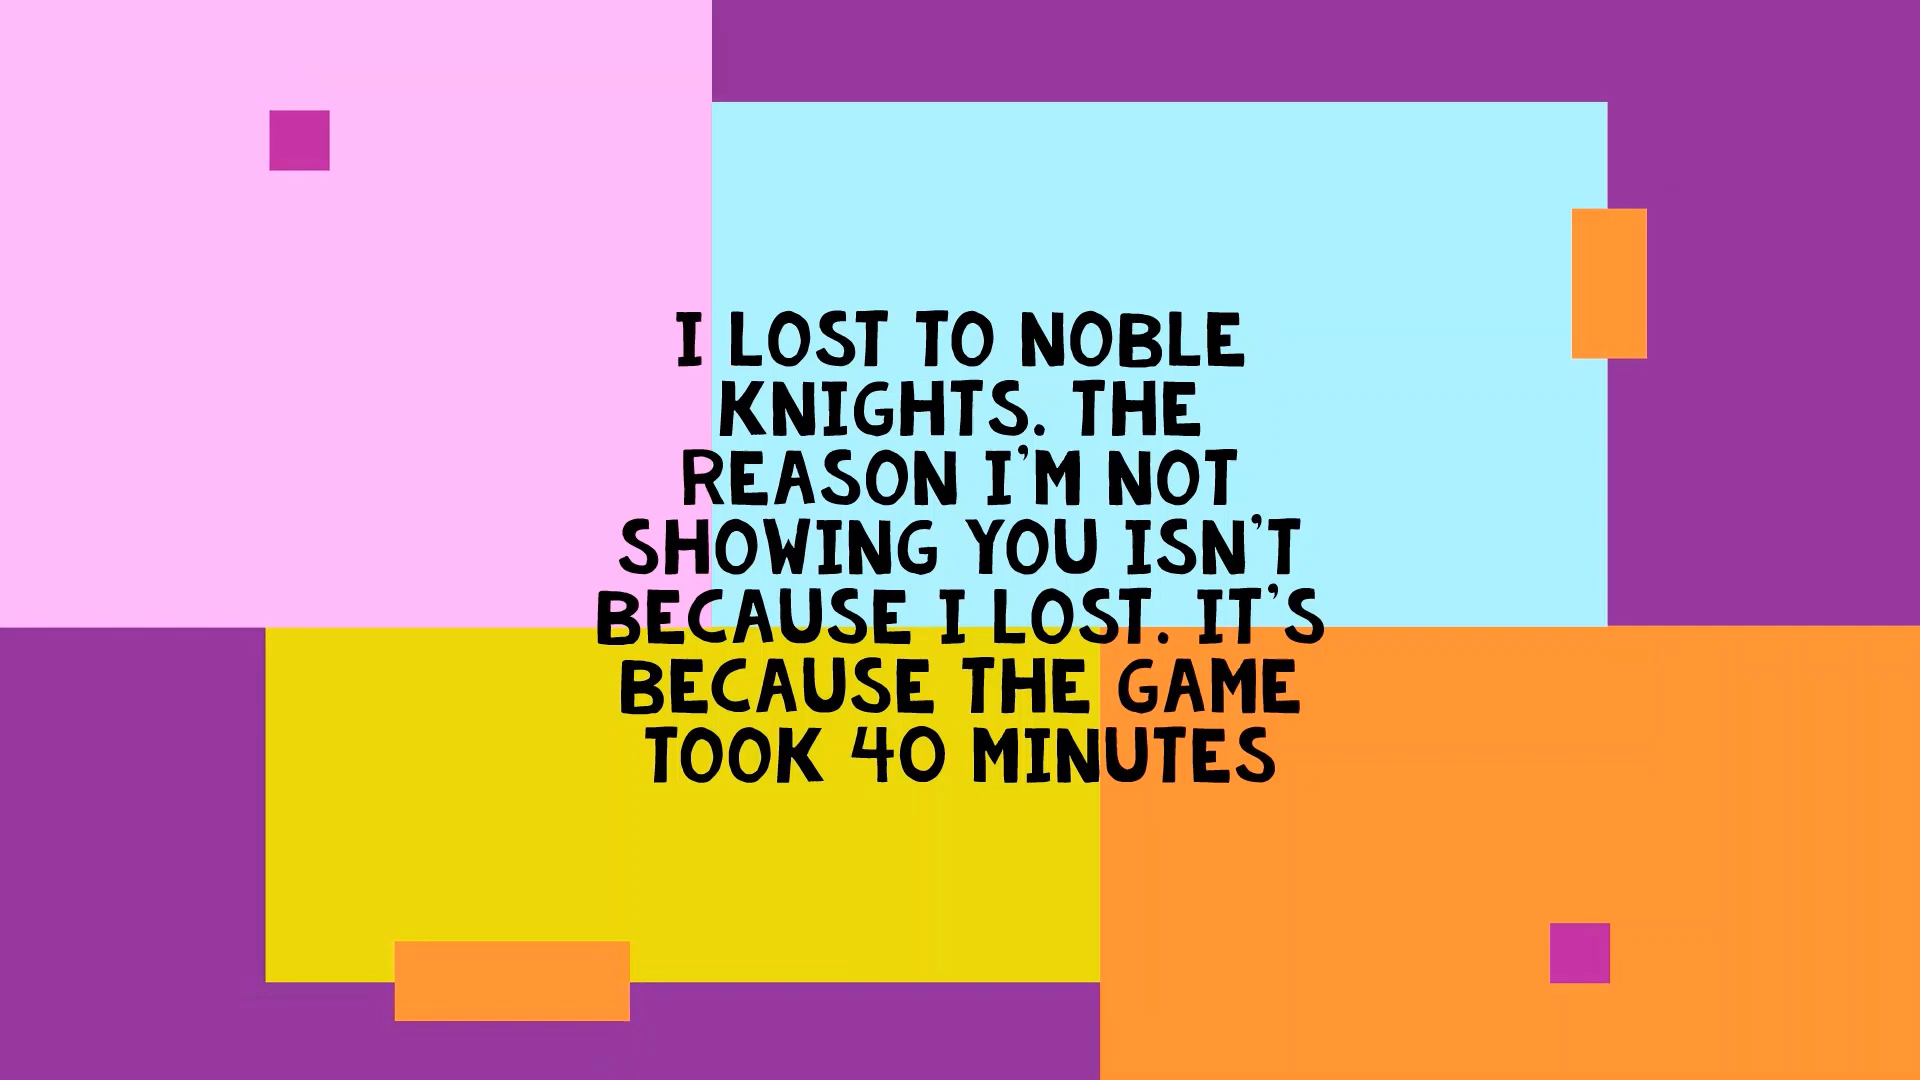 I LOST TO NOBLE
KNIGHTS. THE
REASON I'M NOT
SHOWING YOU ISN'T
BECAUSE I LOST. IT'S
BECAUSE THE GAME
TOOK 40 MINUTES